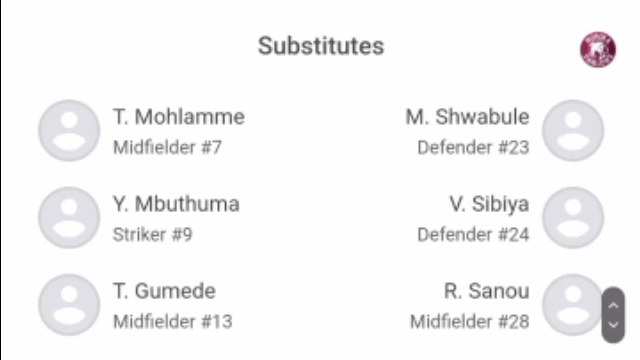 Substitutes
T. Mohlamme
Midfielder #7
M. Shwabule
Defender #23
Y. Mbuthuma
Striker #9
V. Sibiya
Defender #24
T. Gumede
Midfielder #13
R. Sanou
Midfielder #28